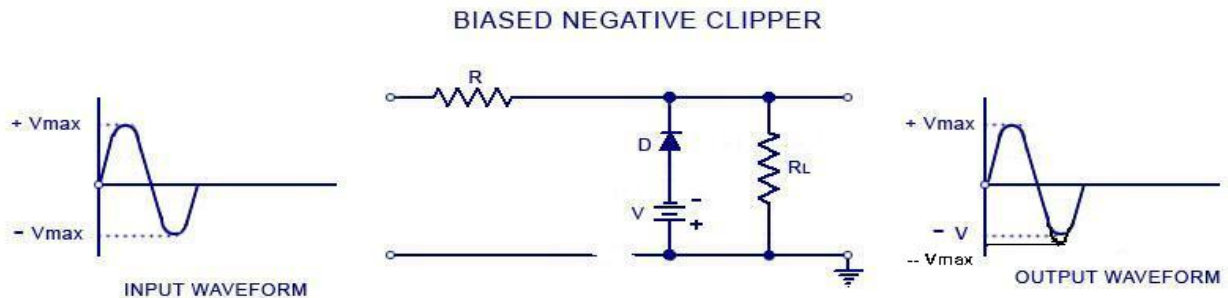 BIASED NEGATIVE CLIPPER
+ Vmax
- Vmax
INPUT WAVEFORM
R
D
V
-
+
RL
+ Vmax
- V
-- Vmax
OUTPUT WAVEFORM